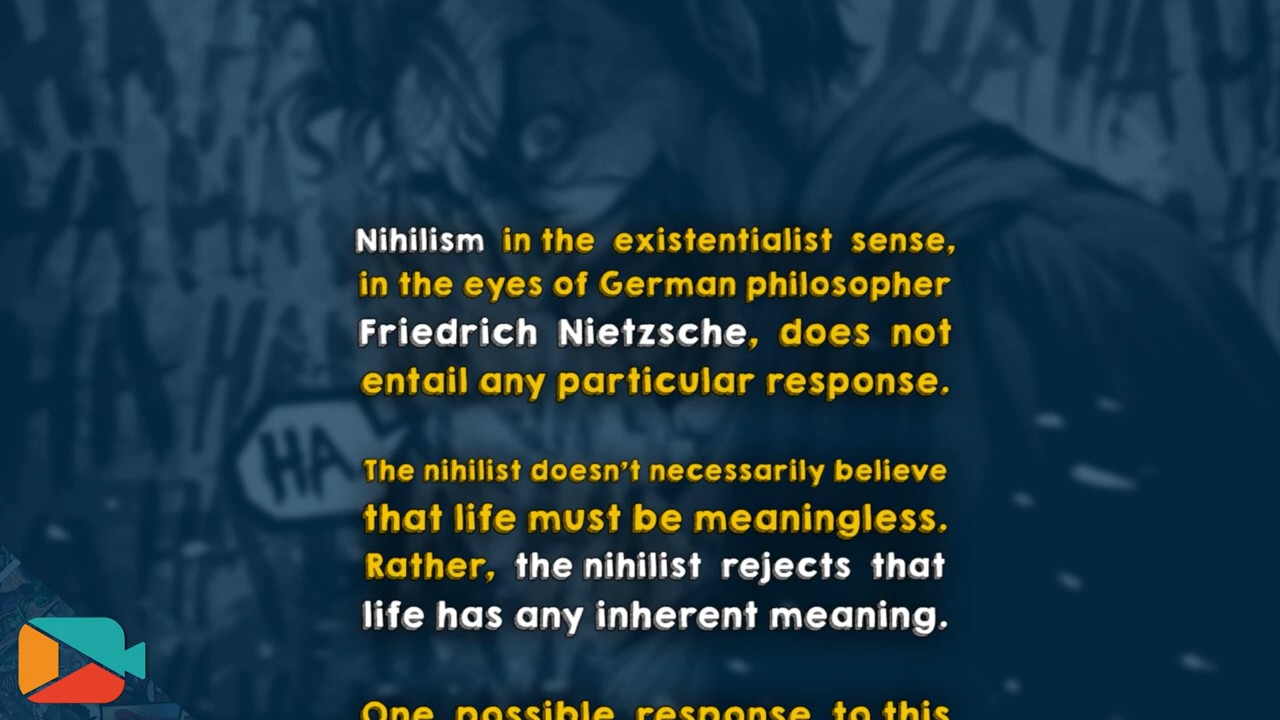 Nihilism in the existentialist sense,
in the eyes of German philosopher
Friedrich Nietzsche, does not
entail any particular response.
HA
The nihilist doesn't necessarily believe
that life must be meaningless.
Rather, the nihilist rejects that
life has any inherent meaning.
One possible response to this